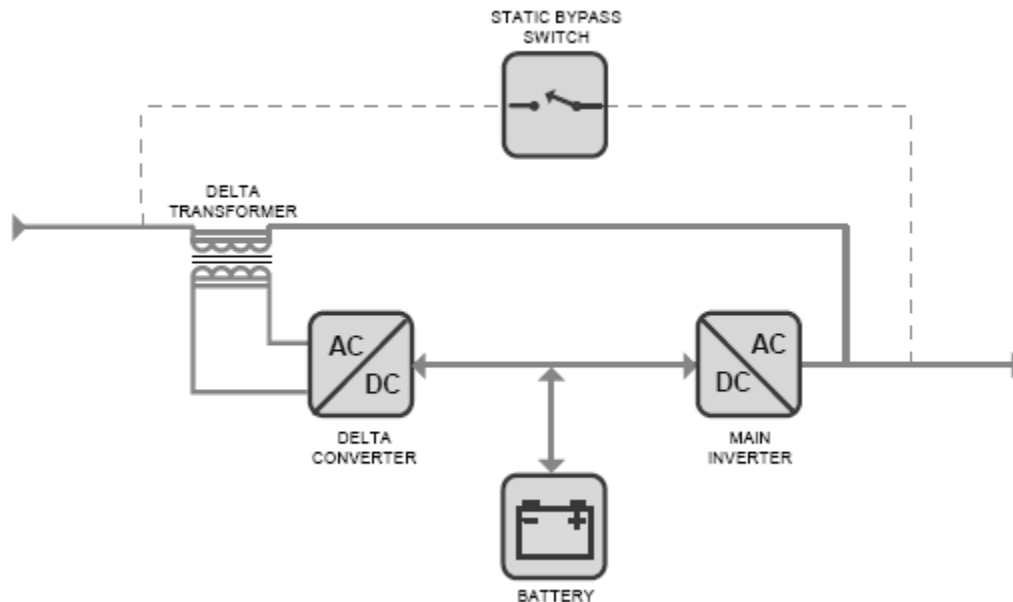 STATIC BYPASS
SWITCH
DELTA
TRANSFORMER
AC
DC
AC
DC
DELTA
CONVERTER
MAIN
INVERTER
BATTERY